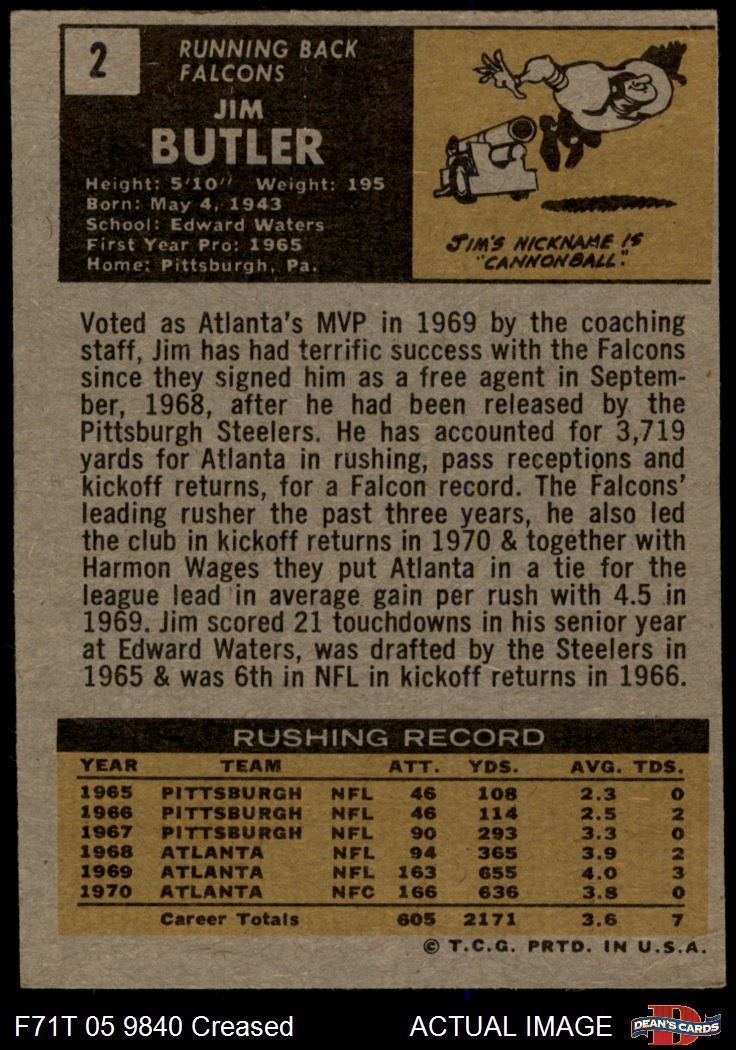 2
RUNNING BACK
FALCONS
JIM
BUTLER
Height: 5'10" Weight: 195
Born: May 4, 1943
School: Edward Waters
First Year Pro: 1965
Home: Pittsburgh, Pa.
JIM'S NICKNAME IS
"CANNONBALL".
Voted as Atlanta's MVP in 1969 by the coaching
staff, Jim has had terrific success with the Falcons
since they signed him as a free agent in Septem-
ber, 1968, after he had been released by the
Pittsburgh Steelers. He has accounted for 3,719
yards for Atlanta in rushing, pass receptions and
kickoff returns, for a Falcon record. The Falcons'
leading rusher the past three years, he also led
the club in kickoff returns in 1970 & together with
Harmon Wages they put Atlanta in a tie for the
league lead in average gain per rush with 4.5 in
1969. Jim scored 21 touchdowns in his senior year
at Edward Waters, was drafted by the Steelers in
1965 & was 6th in NFL in kickoff returns in 1966.
RUSHING RECORD
YEAR TEAM ATT. YDS. AVG. TDS.
1965 PITTSBURGH NFL 46 108 2.3 0
1966 PITTSBURGH NFL 46 114 2.5 2
1967 PITTSBURGH NFL 90 293 3.3 0
1968 ATLANTA NFL 94 365 3.9 2
1969 ATLANTA NFL 163 655 4.0 3
1970 ATLANTA NFC 166 636 3.8 0
Career Totals 605 2171 3.6 7
© T.C.G. PRTD. IN U.S.A.
F71T 05 9840 Creased ACTUAL IMAGE
D
DEAN'S CARDS